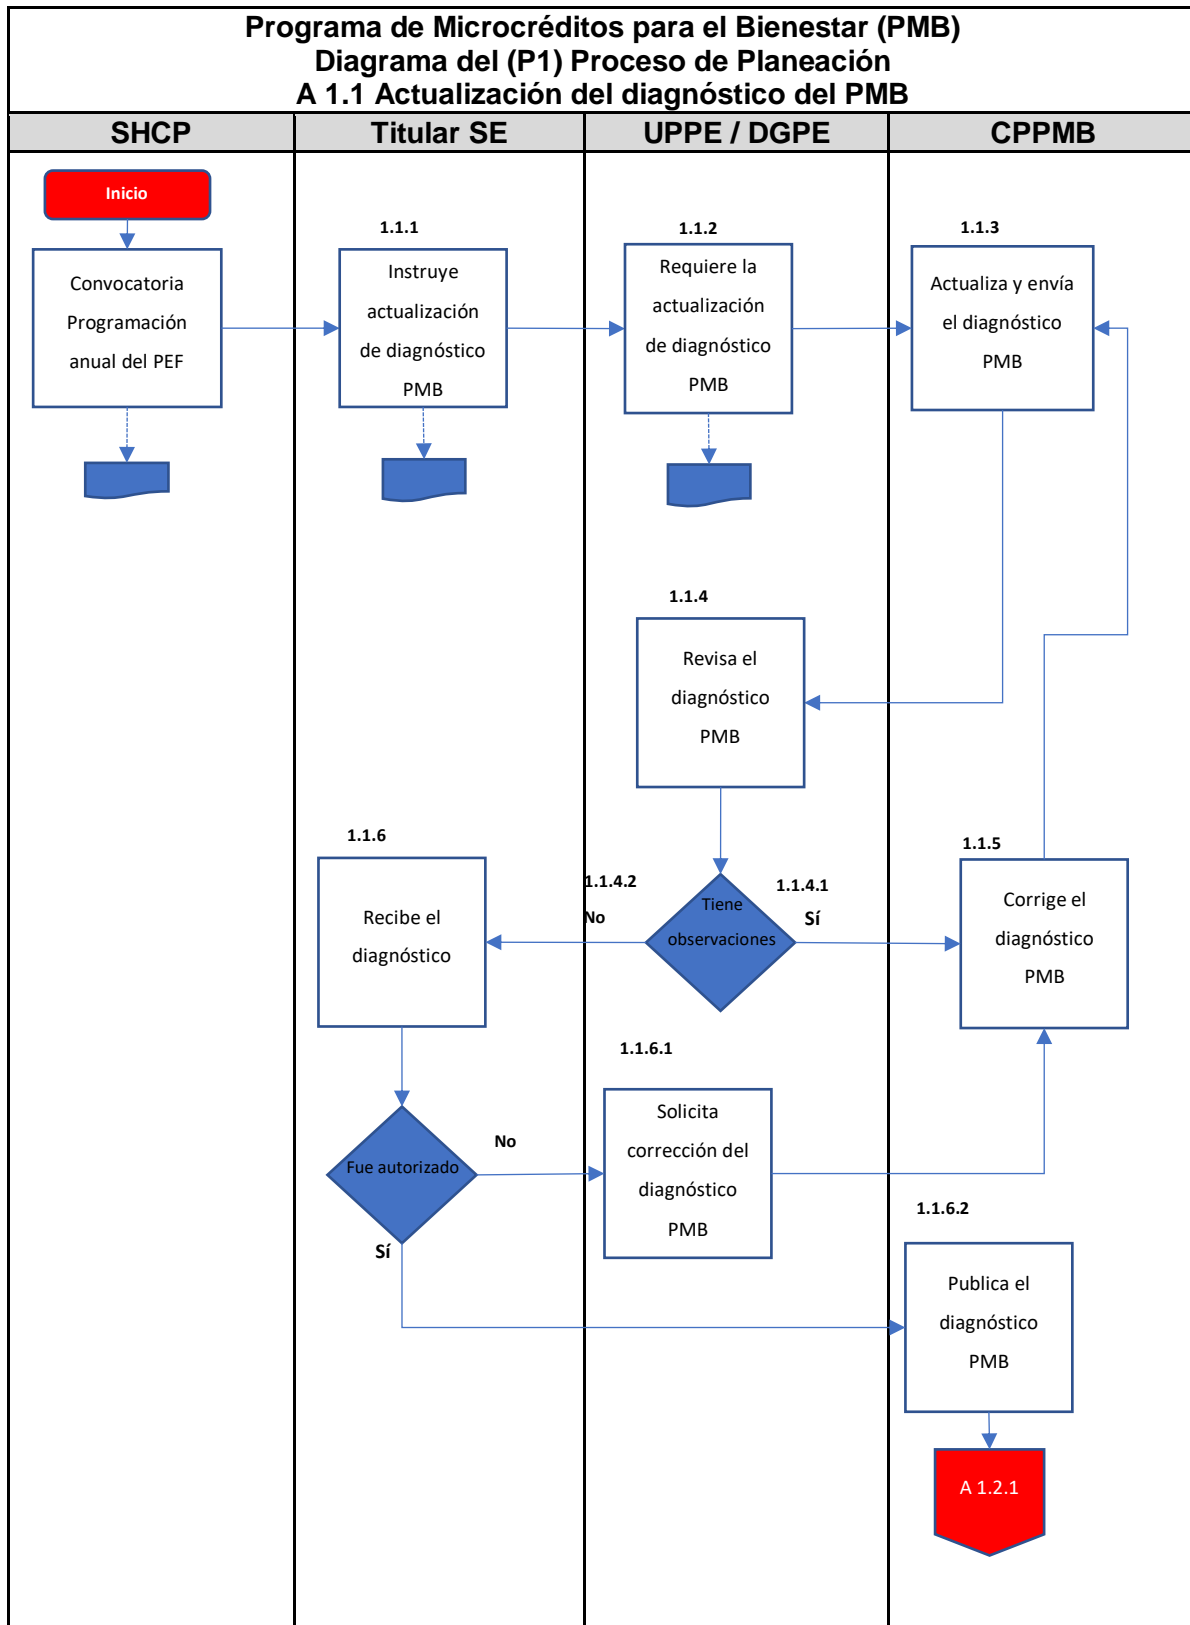 Programa de Microcréditos para el Bienestar (PMB)
Diagrama del (P1) Proceso de Planeación
A 1.1 Actualización del diagnóstico del PMB
SHCP
Titular SE
UPPE / DGPE
CPPMB
Inicio
Convocatoria
Programación
anual del PEF
1.1.1
Instruye
actualización
de diagnóstico
PMB
1.1.2
Requiere la
actualización
de diagnóstico
PMB
1.1.3
Actualiza y envía
el diagnóstico
PMB
1.1.4
Revisa el
diagnóstico
PMB
1.1.4.2
No
Tiene
observaciones
1.1.4.1
Sí
1.1.5
Corrige el
diagnóstico
PMB
1.1.6
Recibe el
diagnóstico
Fue autorizado
No
Sí
1.1.6.1
Solicita
corrección del
diagnóstico
PMB
1.1.6.2
Publica el
diagnóstico
PMB
A 1.2.1